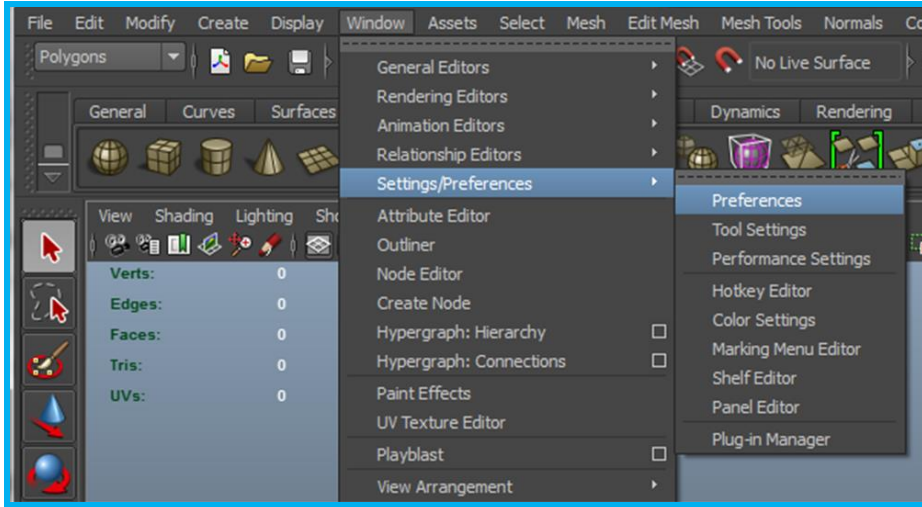 File Edit Modify Create Display Window Assets Select Mesh Edit Mesh Mesh Tools Normals
Polygons
No Live Surface
General Curves Surfaces Dynamics Rendering
View Shading Lighting
Verts: 0
Edges: 0
Faces: 0
Tris: 0
UVs: 0
General Editors
Rendering Editors
Animation Editors
Relationship Editors
Settings/Preferences
Attribute Editor
Outliner
Node Editor
Create Node
Hypergraph: Hierarchy
Hypergraph: Connections
Paint Effects
UV Texture Editor
Playblast
View Arrangement
Preferences
Tool Settings
Performance Settings
Hotkey Editor
Color Settings
Marking Menu Editor
Shelf Editor
Panel Editor
Plug-in Manager